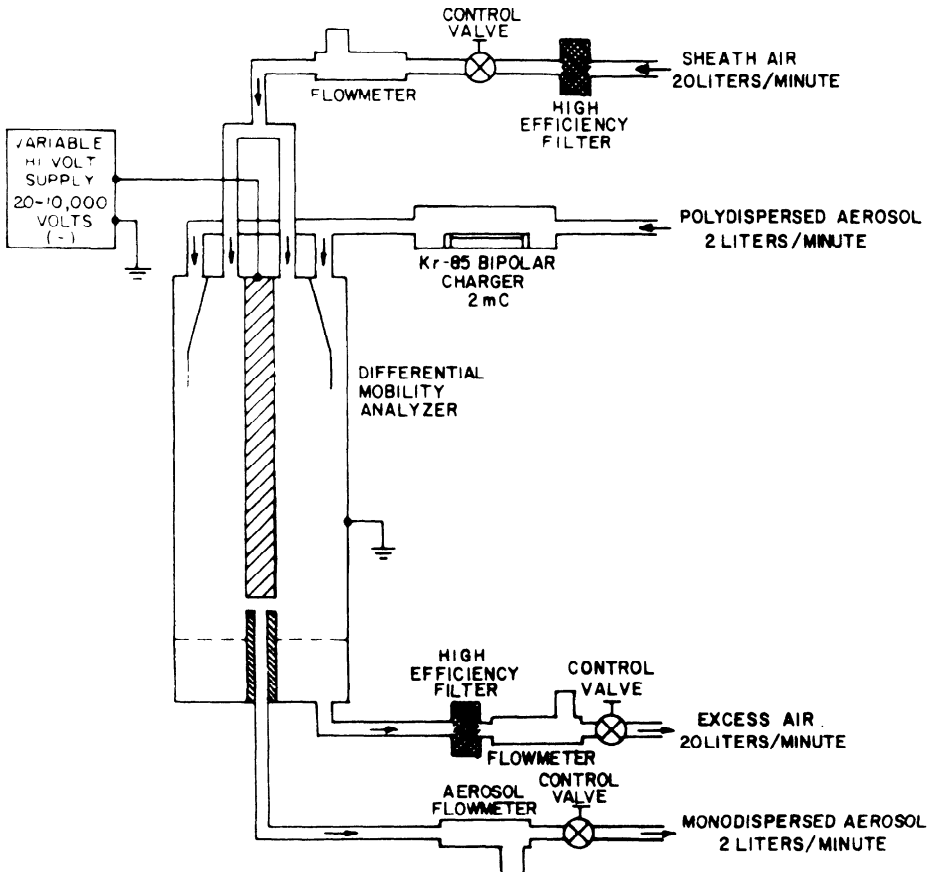 CONTROL
VALVE
SHEATH AIR
20LITERS/MINUTE
FLOWMETER
HIGH
EFFICIENCY
FILTER
VARIABLE
HI VOLT
SUPPLY
20-10,000
VOLTS
(-)
POLYDISPERSED AEROSOL
2 LITERS/MINUTE
Kr-85 BIPOLAR
CHARGER
2 mC
DIFFERENTIAL
MOBILITY
ANALYZER
HIGH
EFFICIENCY
FILTER
CONTROL
VALVE
EXCESS AIR
20LITERS/MINUTE
FLOWMETER
AEROSOL
FLOWMETER
CONTROL
VALVE
MONODISPERSED AEROSOL
2 LITERS/MINUTE